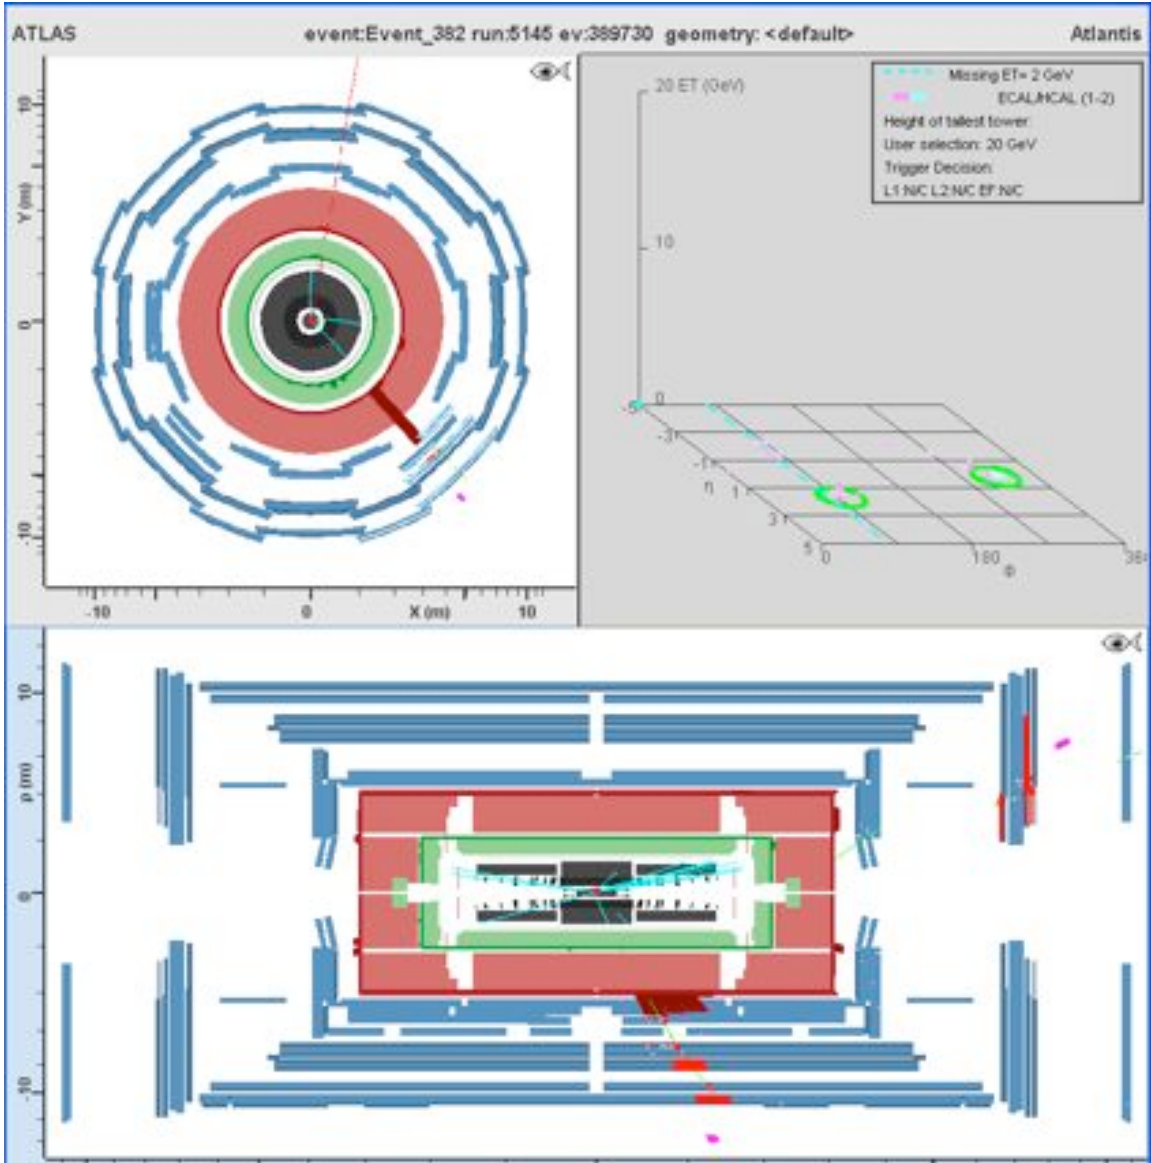 ATLAS event:Event_382 run:5145 ev:389730 geometry: <default> Atlantis
Missing ET= 2 GeV
ECAL/HCAL (1-2)
Height of tallest tower:
User selection: 20 GeV
Trigger Decision:
L1:N/C L2:N/C EF:N/C
10
Y (m)
0
-10
-10 0 X (m) 10
20 ET (GeV)
10
0
-5
-3
-1
η 1
3
5
0 180
Φ
10
ρ (m)
0
-10